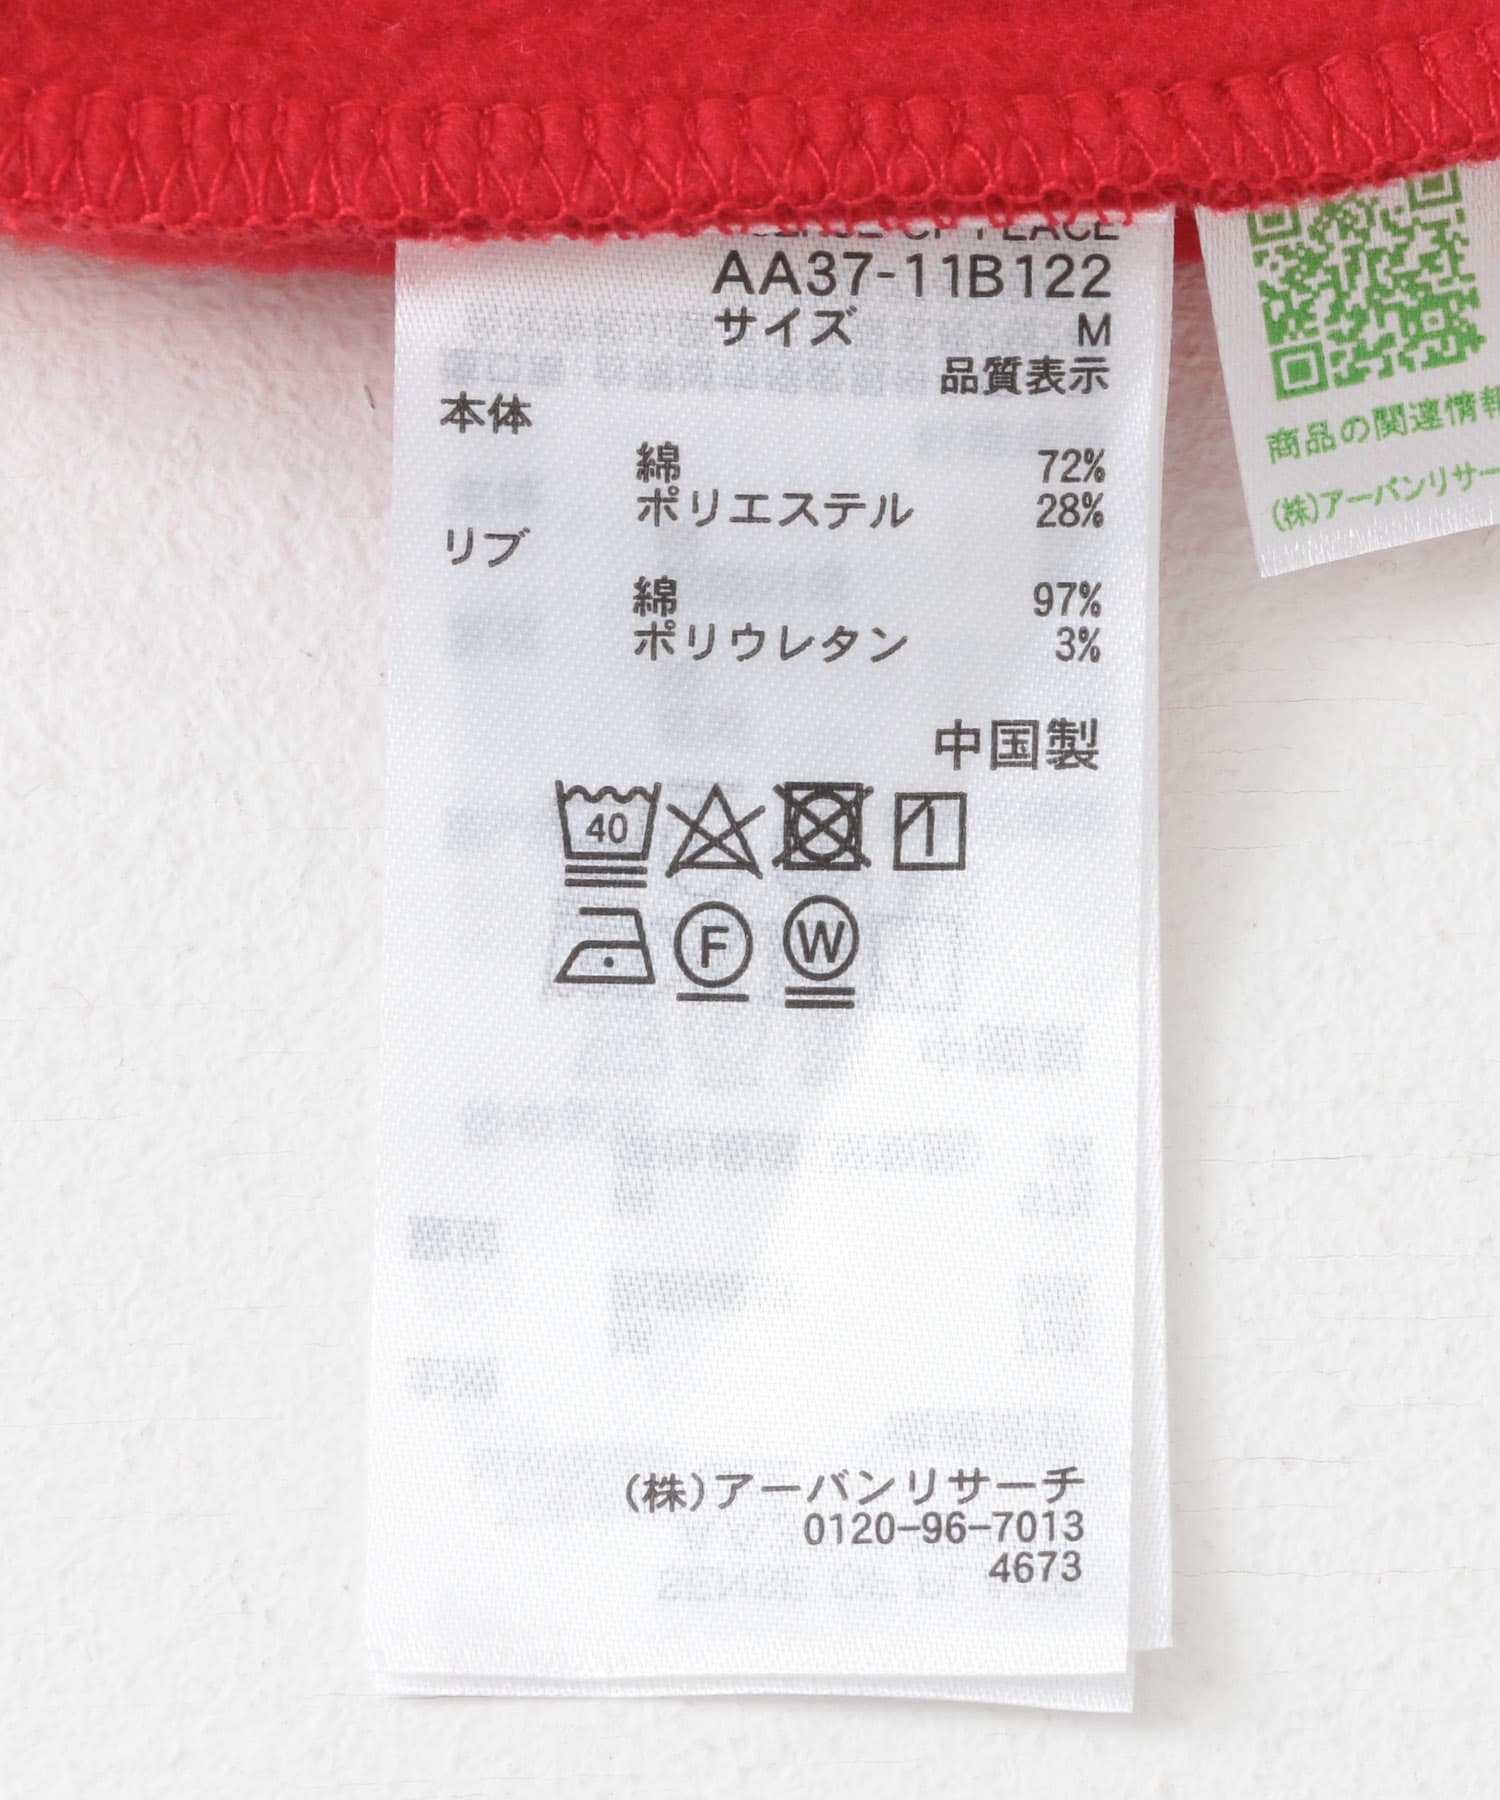 AA37-11B122
サイズ M
品質表示
本体
綿 72%
ポリエステル 28%
リブ
綿 97%
ポリウレタン 3%
中国製
40
F W
(株)アーバンリサーチ
0120-96-7013
4673
商品の関連情報
(株)アーバンリサー